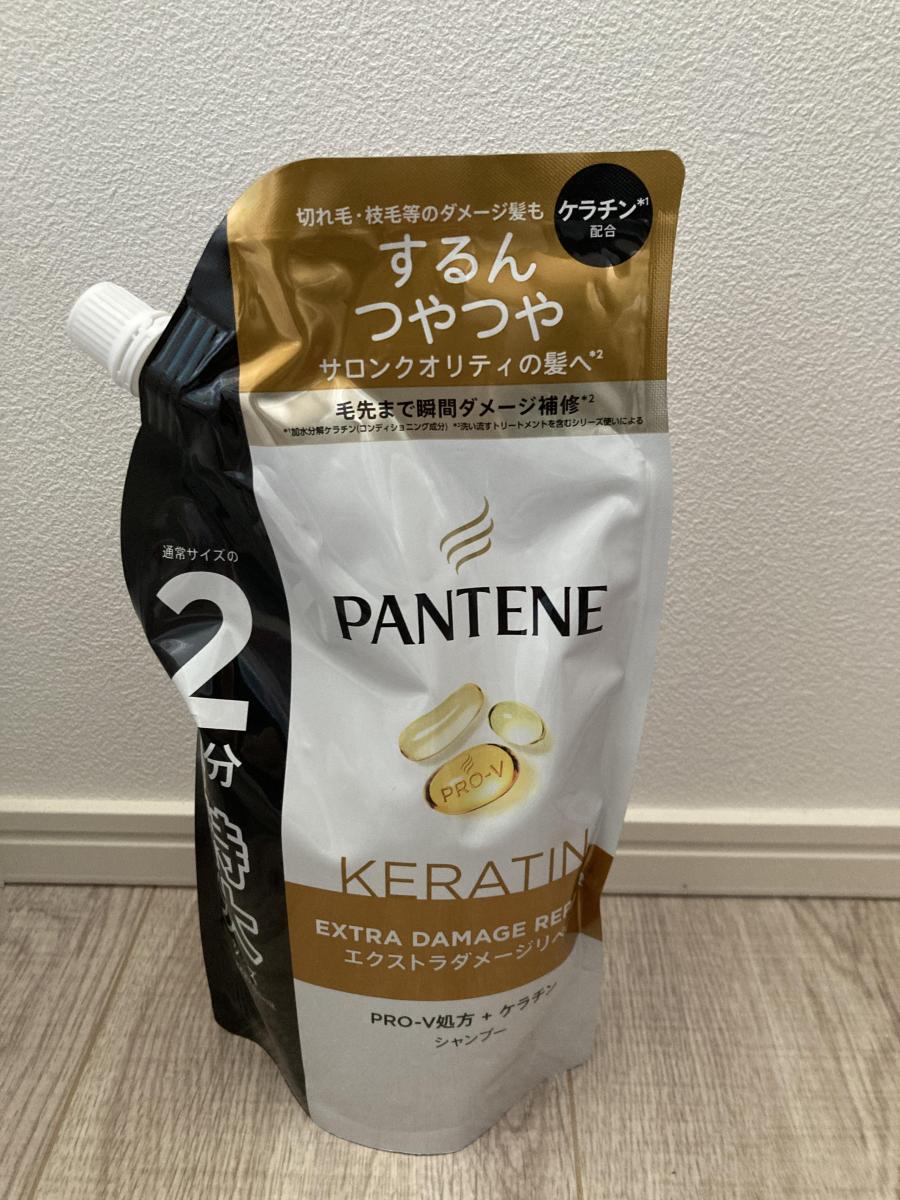 切れ毛・枝毛等のダメージ髪も
ケラチン*1
配合
するん
つやつや
サロンクオリティの髪へ*2
毛先まで瞬間ダメージ補修*2
*1加水分解ケラチン(コンディショニング成分) *2洗い流すトリートメントを含むシリーズ使いによる
通常サイズの
2
分
特大
PANTENE
PRO-V
KERATIN
EXTRA DAMAGE REP
エクストラダメージリペ
PRO-V処方 + ケラチン
シャンプー